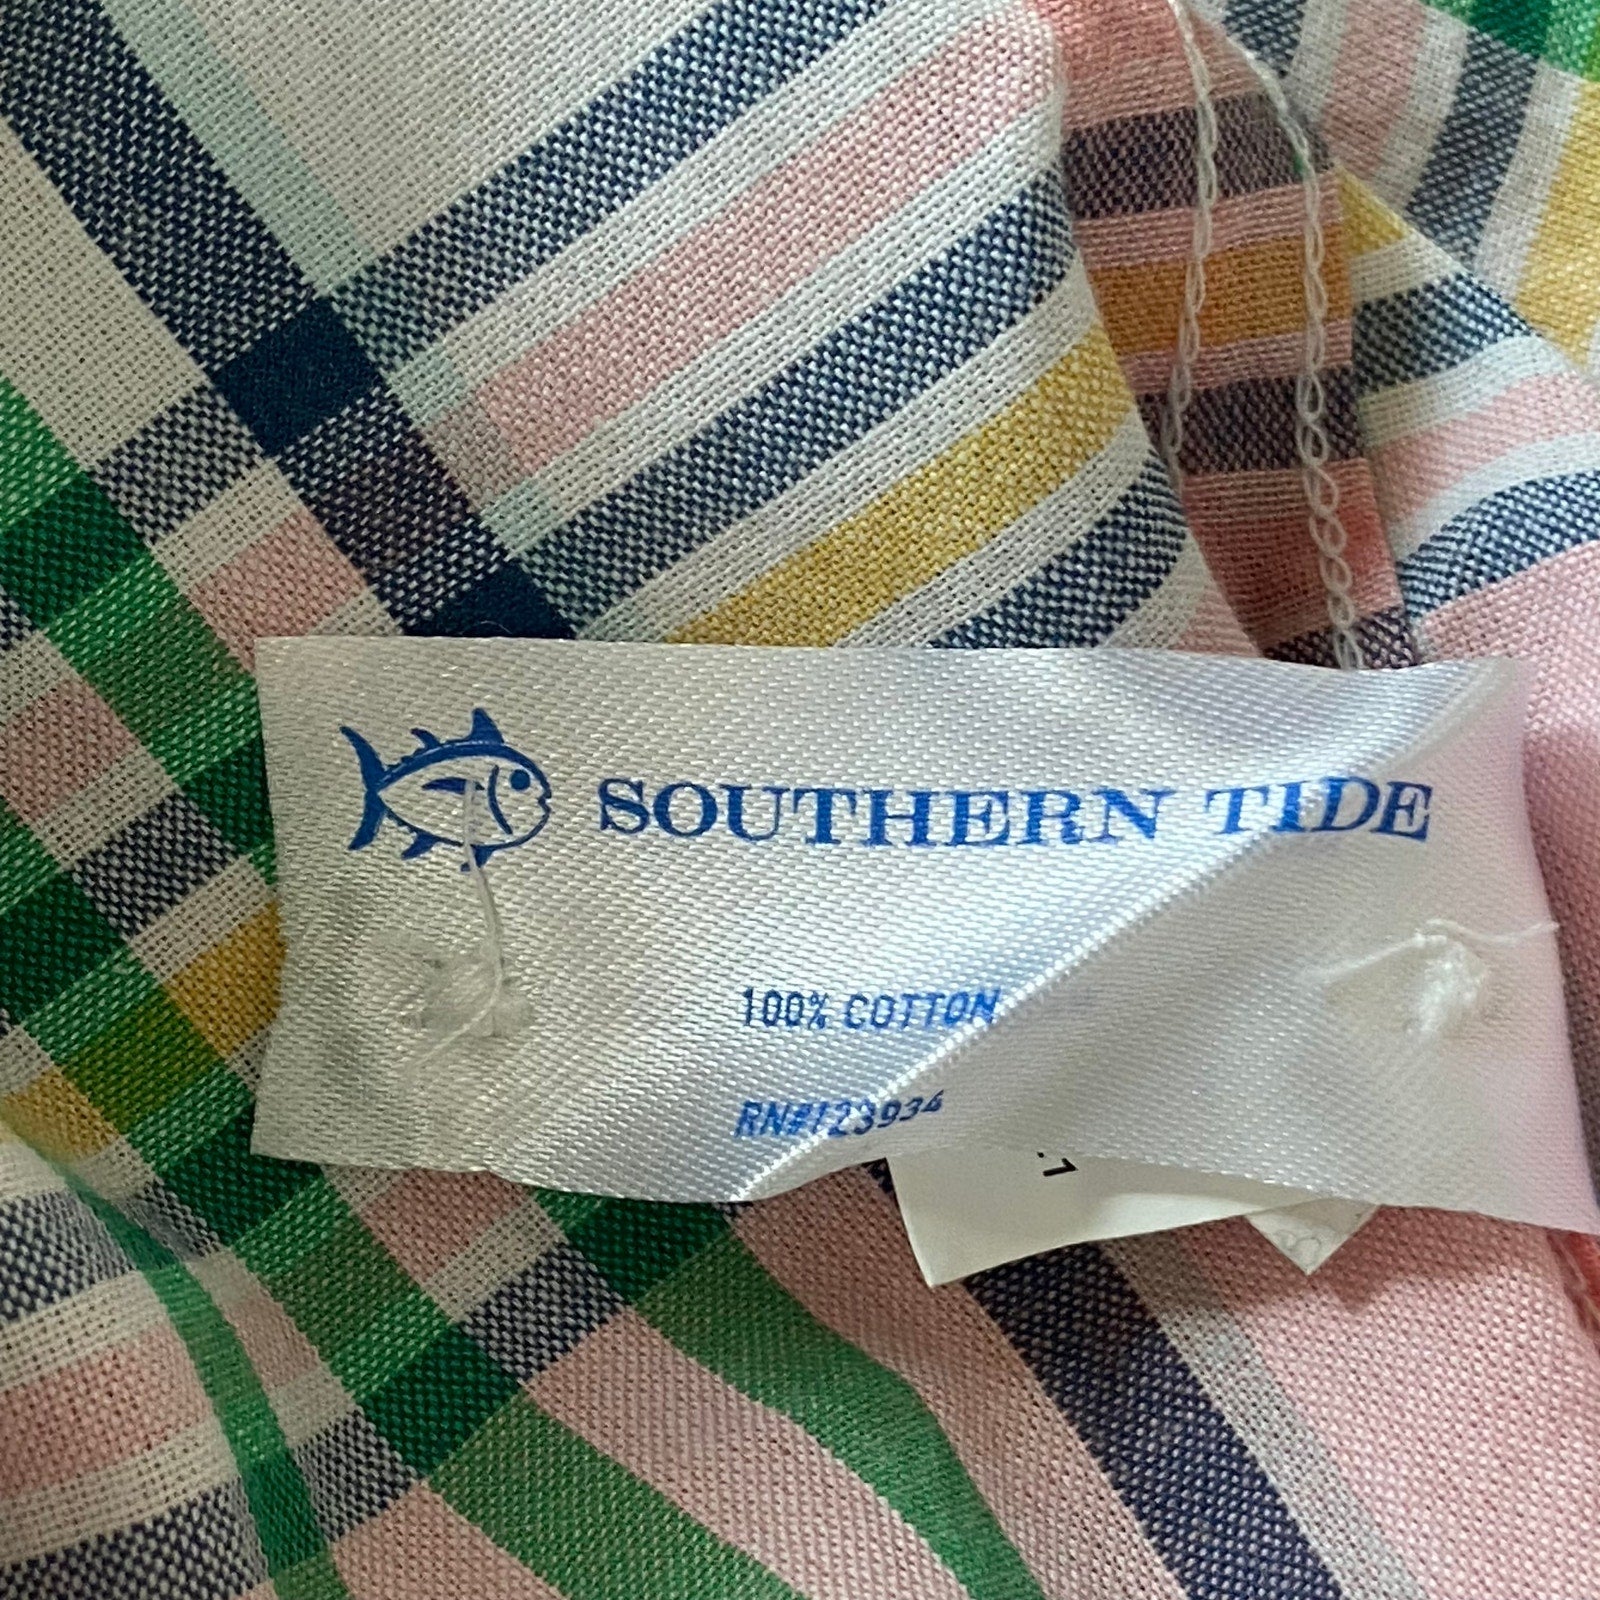 SOUTHERN TIDE
100% COTTON
RN#123934